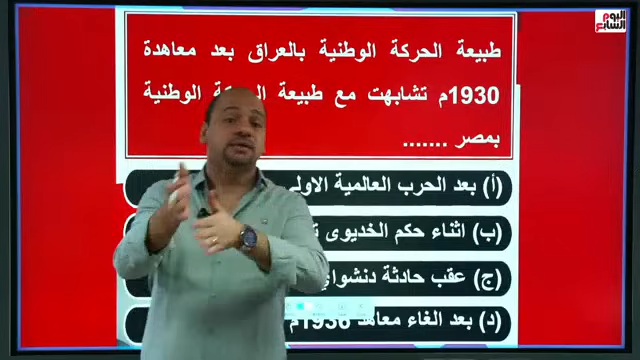 اليوم السابع
طبيعة الحركة الوطنية بالعراق بعد معاهدة
1930م تشابهت مع طبيعة الحركة الوطنية
بمصر .......
(أ) بعد الحرب العالمية الاولى
(ب) اثناء حكم الخديوى
(ج) عقب حادثة دنشواي
(د) بعد الغاء معاهد 1936م